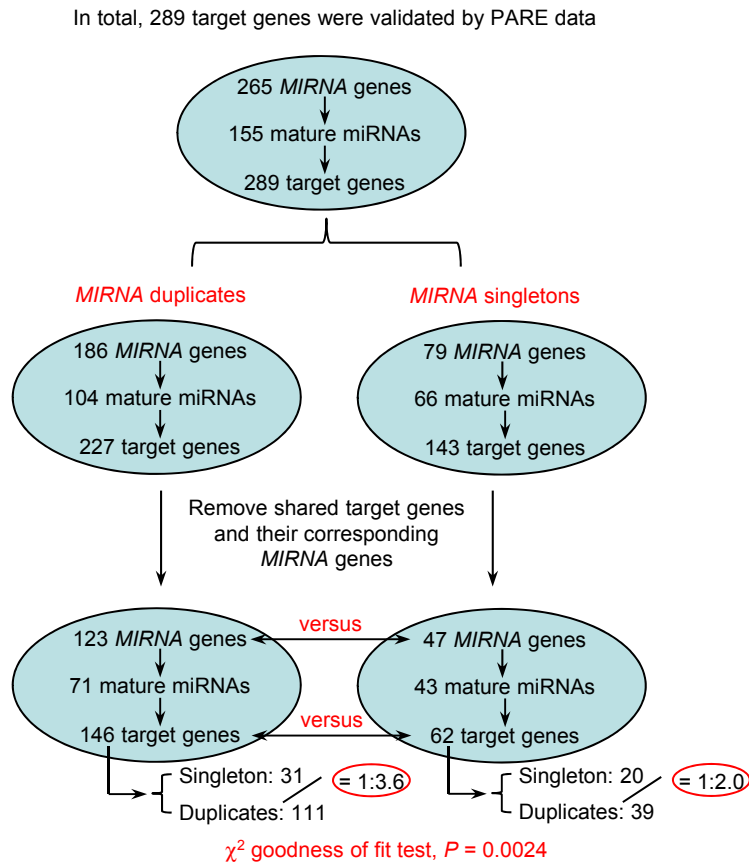 In total, 289 target genes were validated by PARE data
265 MIRNA genes
155 mature miRNAs
289 target genes
MIRNA duplicates
MIRNA singletons
186 MIRNA genes
104 mature miRNAs
227 target genes
79 MIRNA genes
66 mature miRNAs
143 target genes
Remove shared target genes
and their corresponding
MIRNA genes
123 MIRNA genes
versus
47 MIRNA genes
71 mature miRNAs
43 mature miRNAs
146 target genes
versus
62 target genes
Singleton: 31
= 1:3.6
Duplicates: 111
Singleton: 20
= 1:2.0
Duplicates: 39
χ² goodness of fit test, P = 0.0024